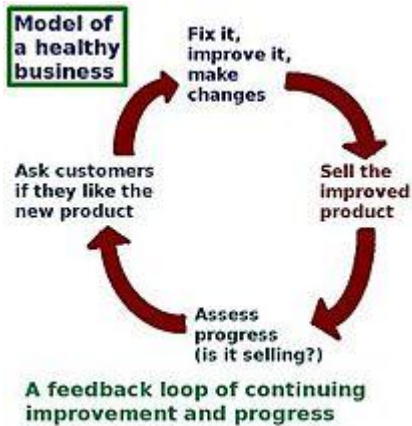 Model of
a healthy
business
Fix it,
improve it,
make
changes
Sell the
improved
product
Assess
progress
(is it selling?)
Ask customers
if they like the
new product
A feedback loop of continuing
improvement and progress